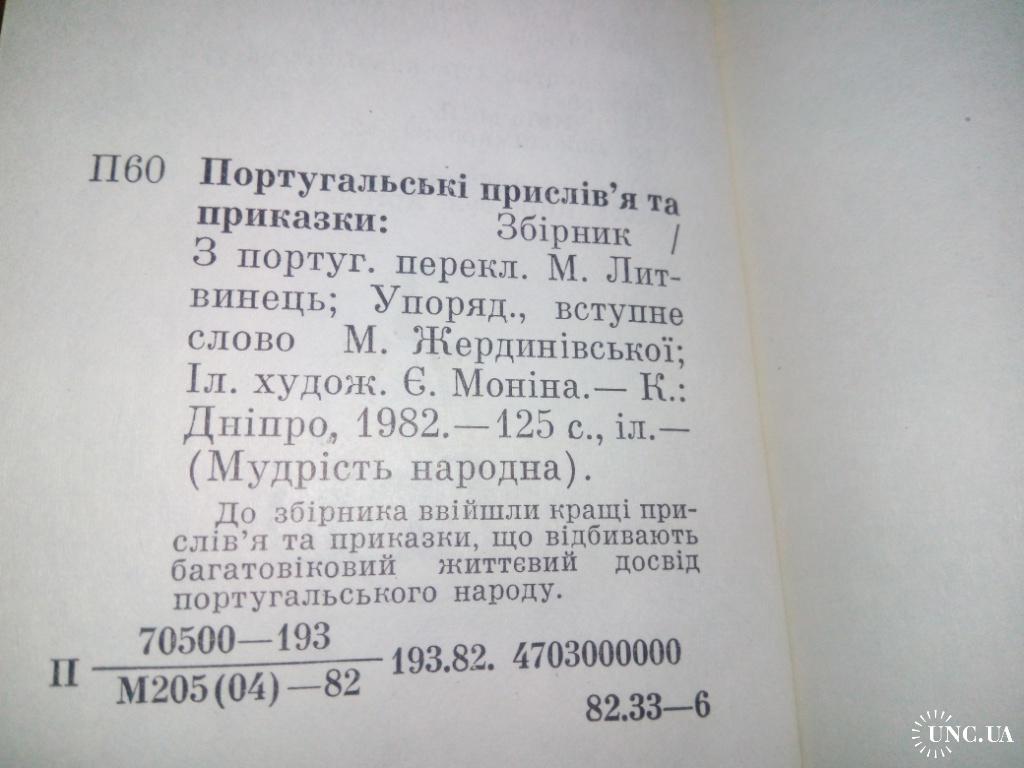 П60 Португальські прислів’я та
приказки: Збірник /
З португ. перекл. М. Лит-
винець; Упоряд., вступне
слово М. Жердинівської;
Іл. худож. Є. Моніна.— К.:
Дніпро, 1982.—125 с., іл.—
(Мудрість народна).
До збірника ввійшли кращі при-
слів’я та приказки, що відбивають
багатовіковий життєвий досвід
португальського народу.
70500—193
П 193.82. 4703000000
М205(04)—82
82.33—6
UNC.UA